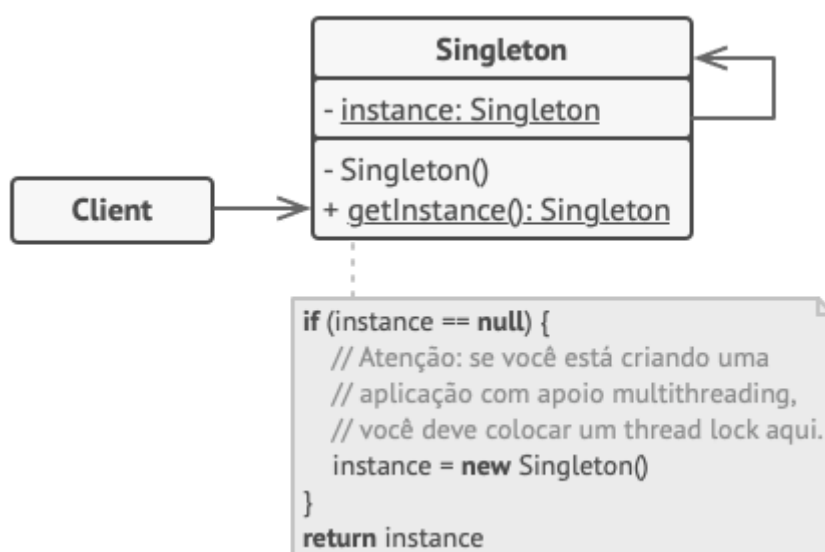 Singleton
- instance: Singleton
- Singleton()
+ getInstance(): Singleton
Client
if (instance == null) {
// Atenção: se você está criando uma
// aplicação com apoio multithreading,
// você deve colocar um thread lock aqui.
instance = new Singleton()
}
return instance